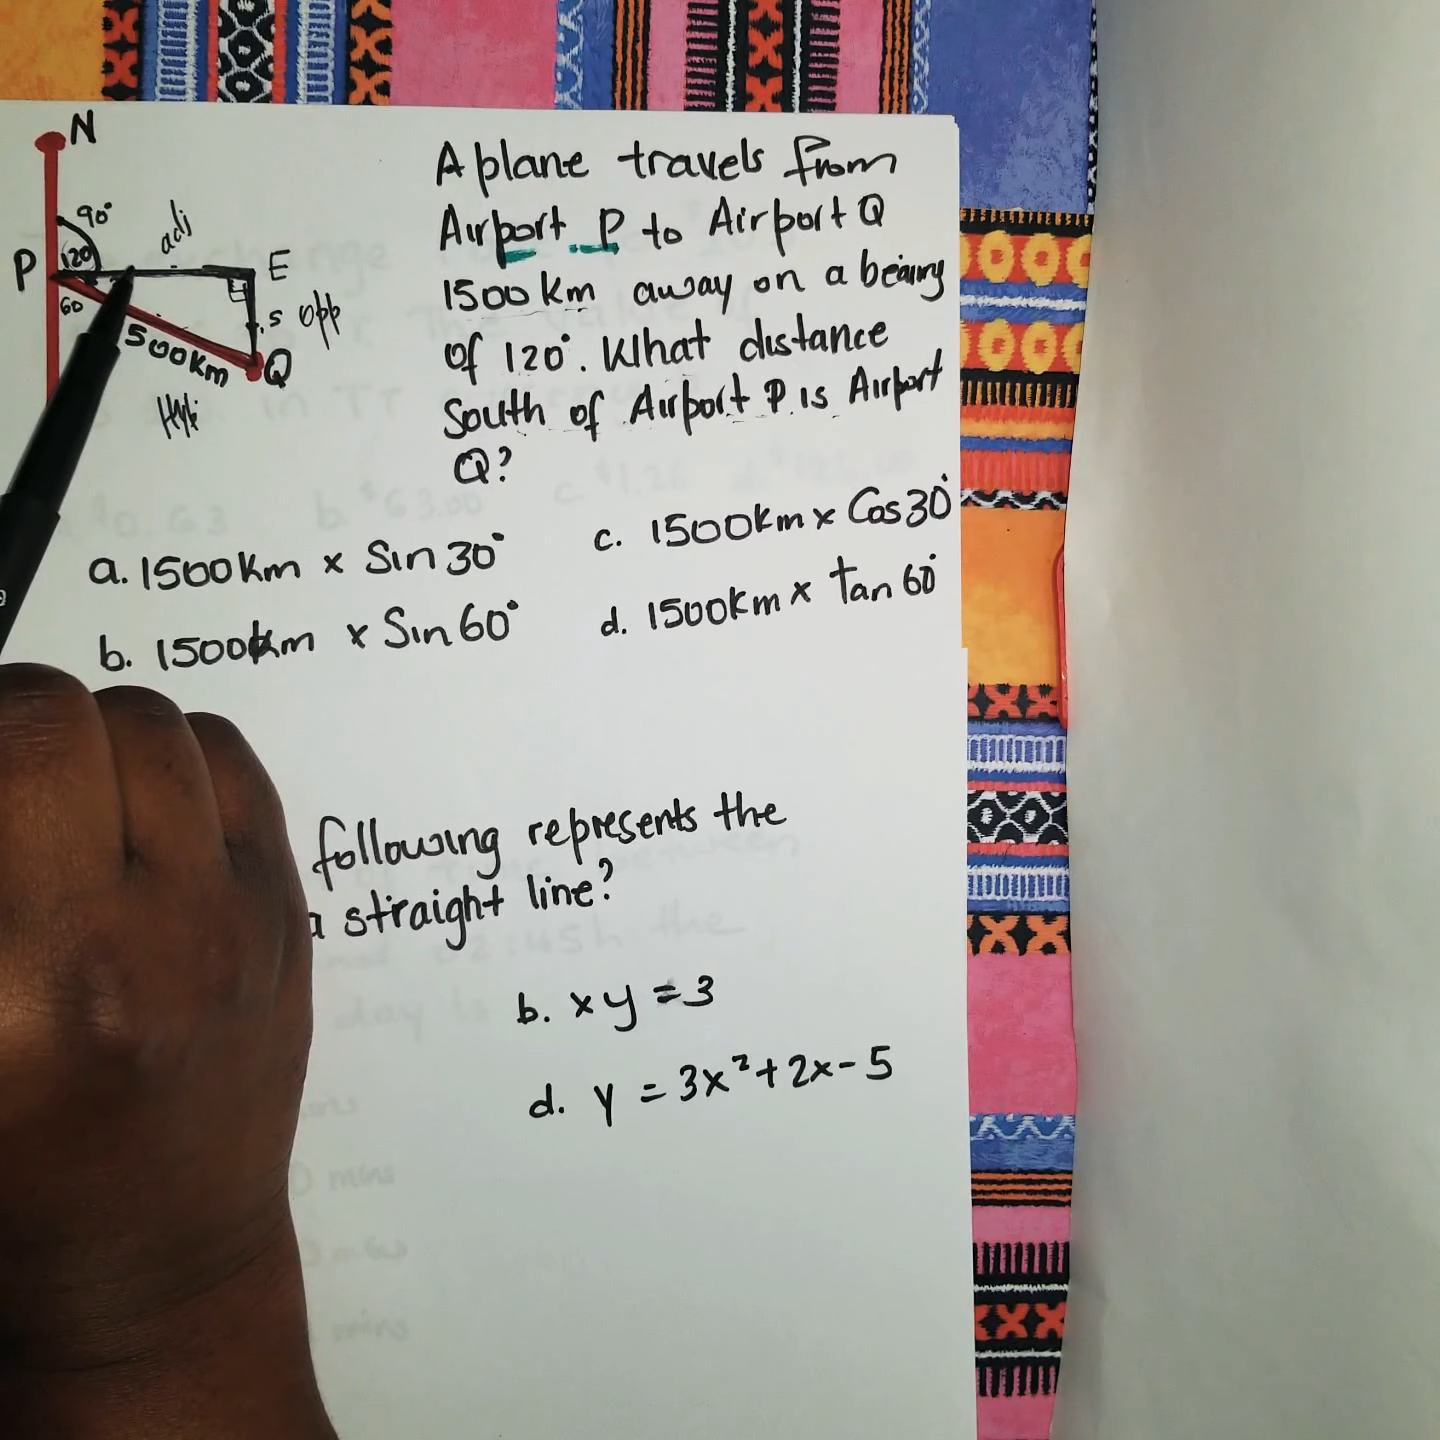 N
90°
adj
P
120
E
60
s opp
500km
Q
Hyp
A plane travels from
Airport P to Airport Q
1500 km away on a bearing
of 120°. What distance
South of Airport P is Airport
Q?
a. 1500km x Sin 30°
c. 1500km x Cos 30°
b. 1500km x Sin 60°
d. 1500km x tan 60°
following represents the
a straight line?
b. xy = 3
d. y = 3x²+2x-5